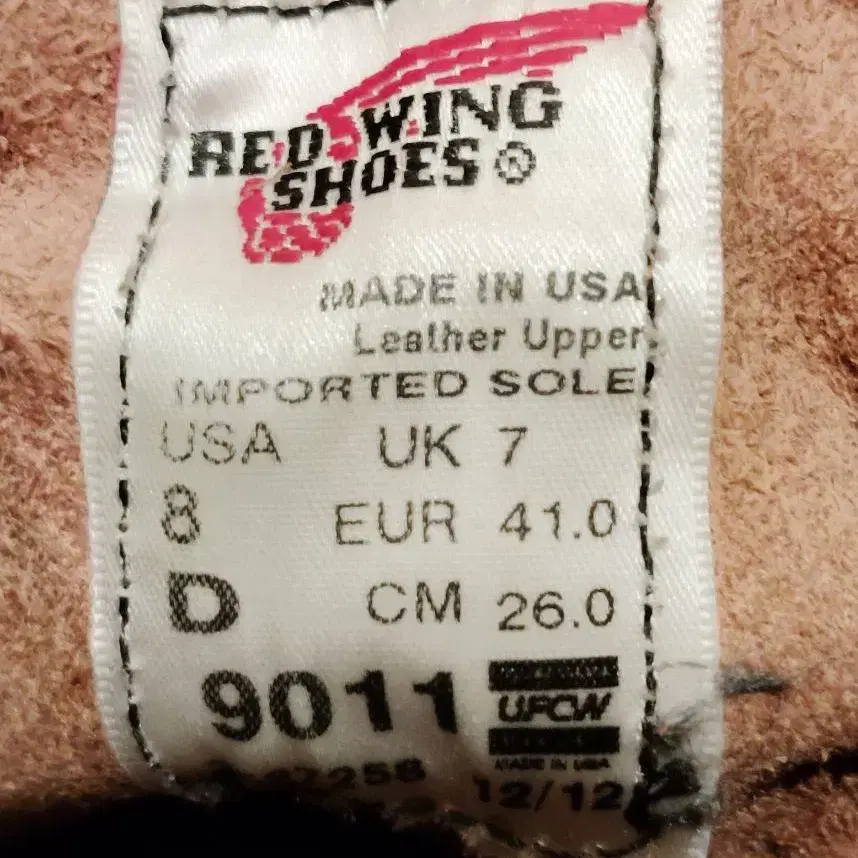 RED WING
SHOES®
MADE IN USA
Leather Upper
IMPORTED SOLE
USA UK 7
8 EUR 41.0
D CM 26.0
9011 UFCW
MADE IN USA
12/12